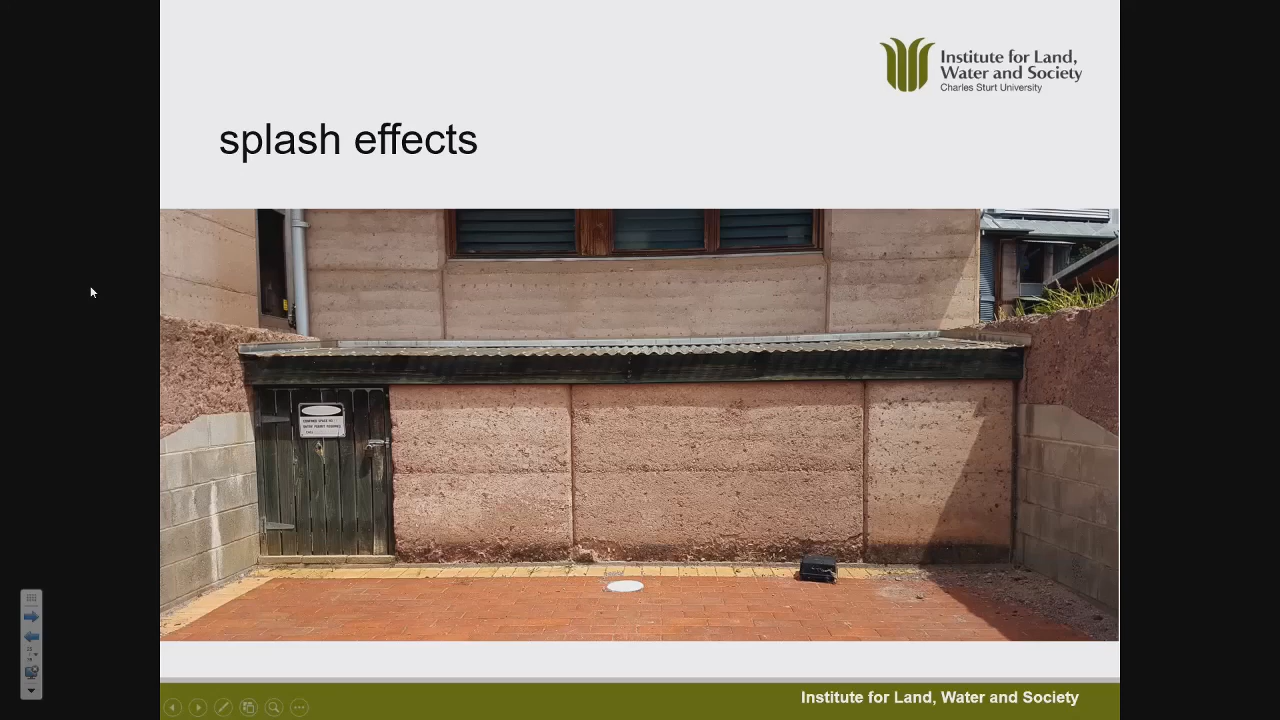 Institute for Land,
Water and Society
Charles Sturt University
splash effects
Institute for Land, Water and Society